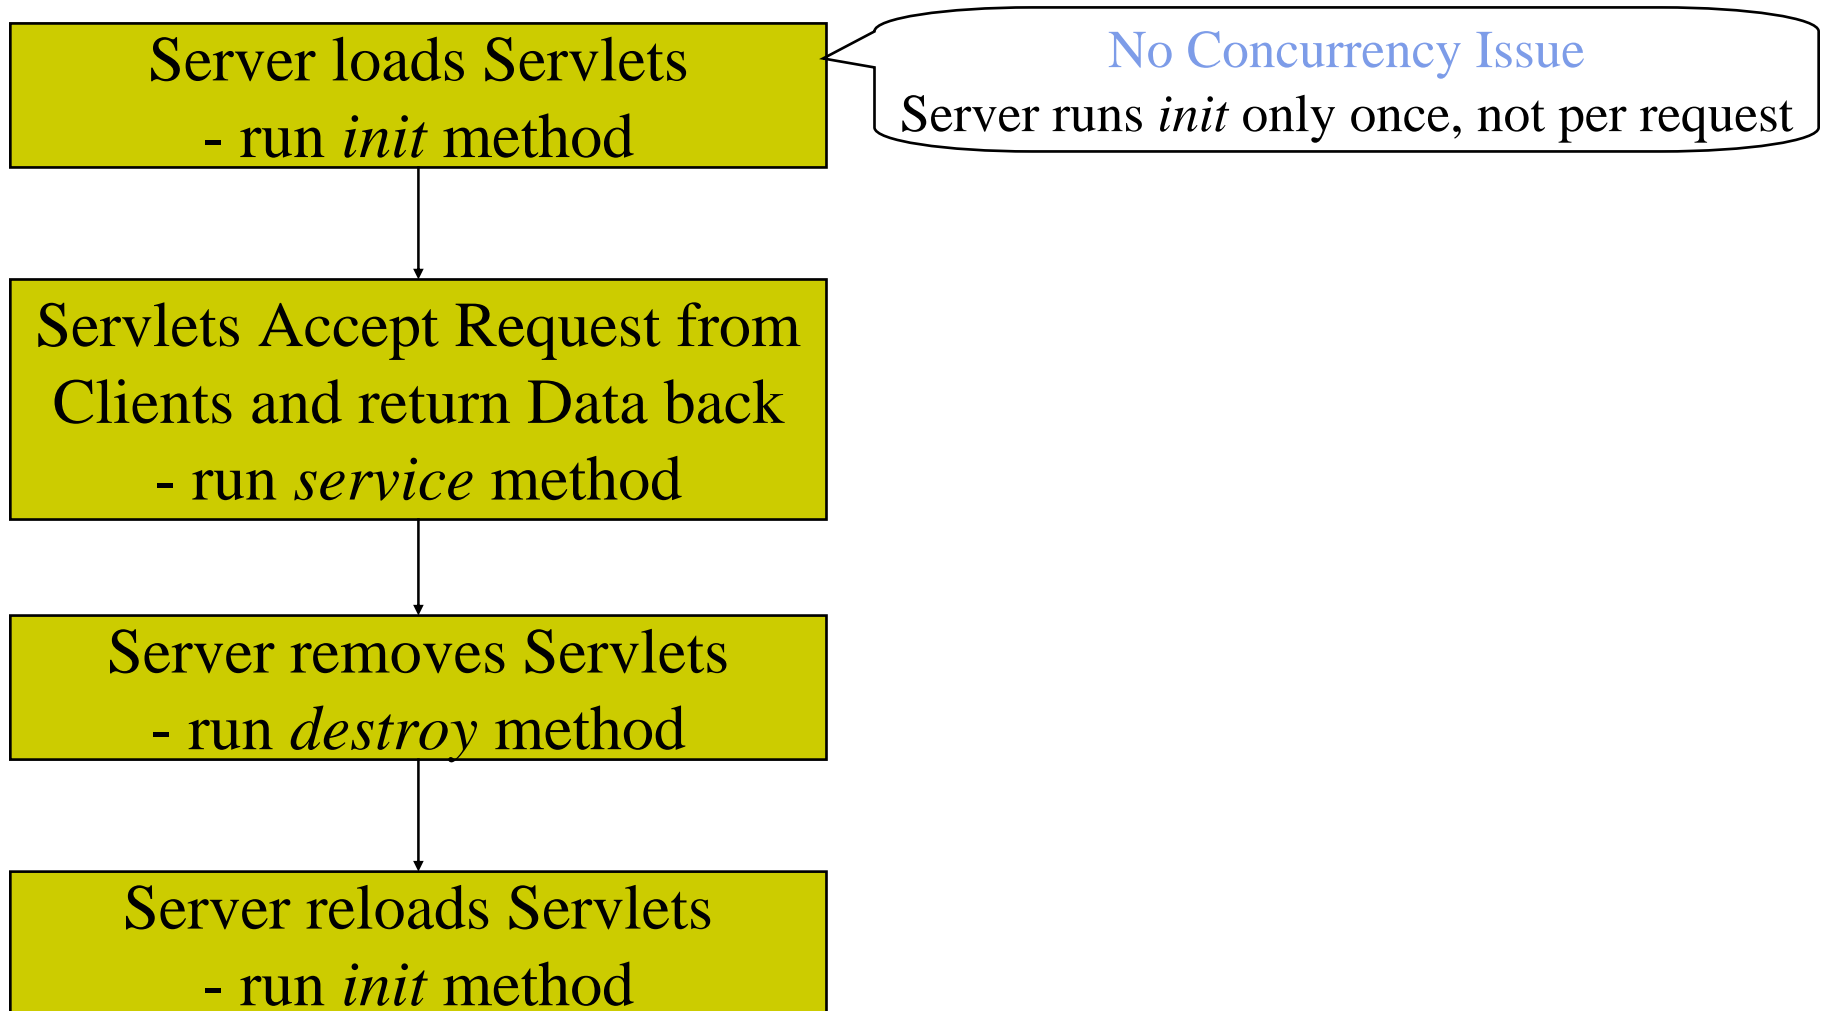 Server loads Servlets
- run init method
No Concurrency Issue
Server runs init only once, not per request
Servlets Accept Request from
Clients and return Data back
- run service method
Server removes Servlets
- run destroy method
Server reloads Servlets
- run init method